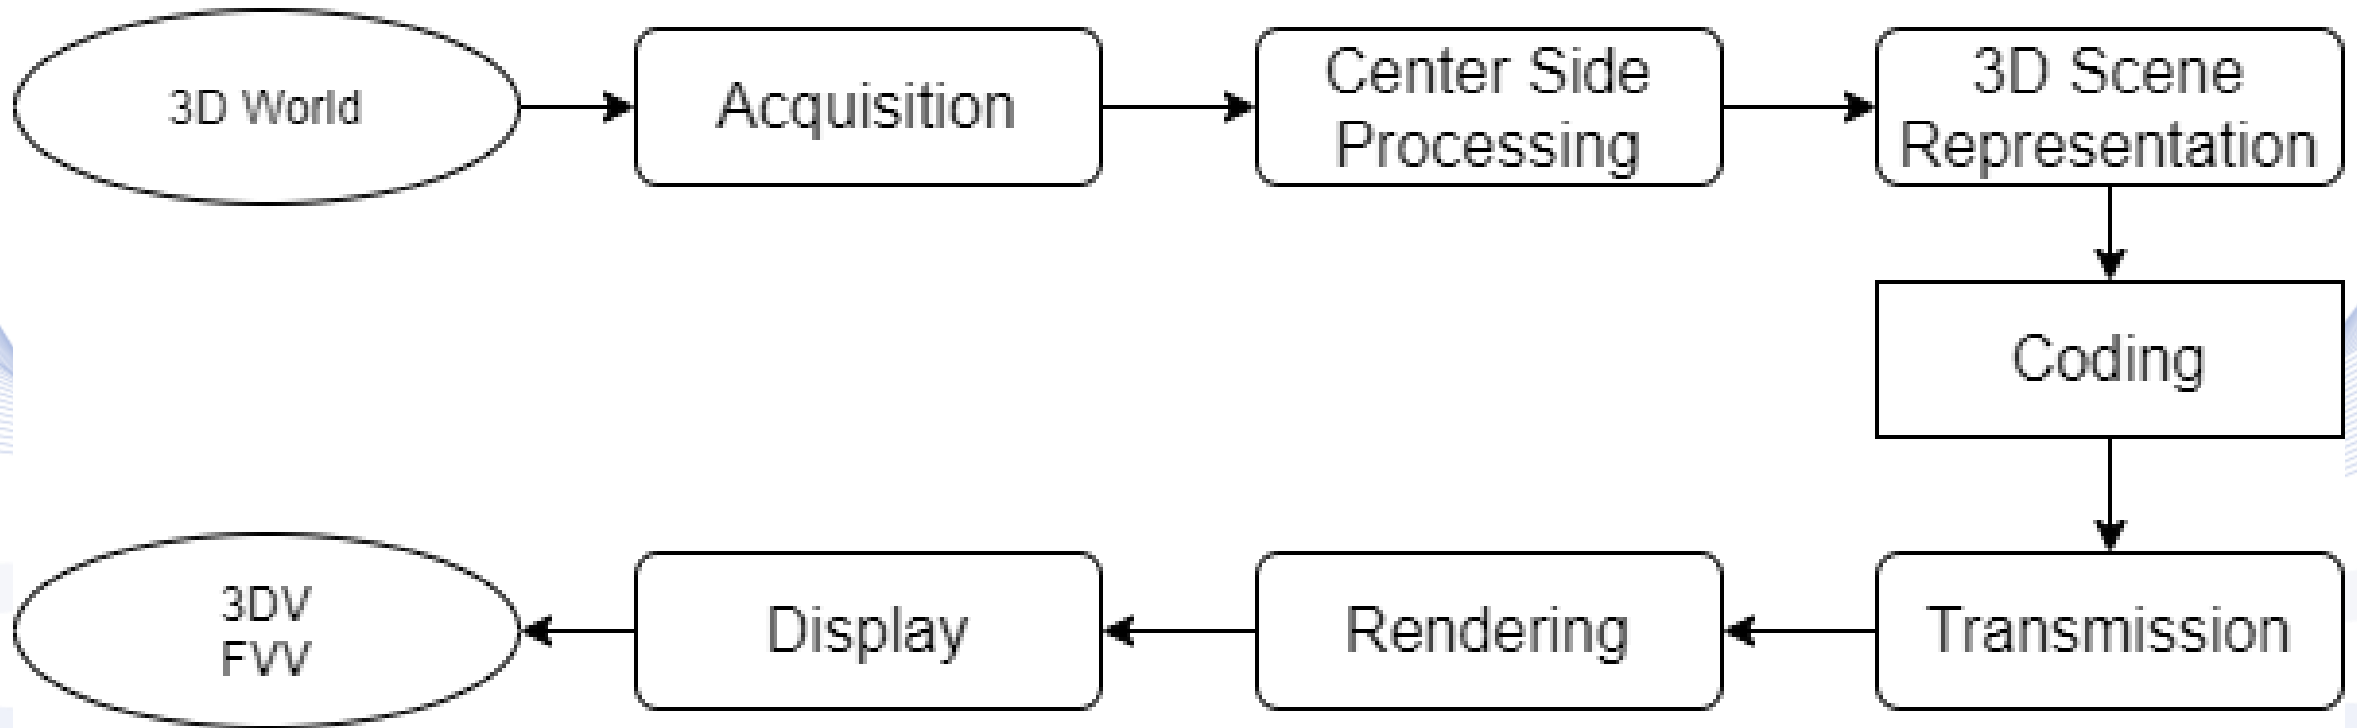 3D World
Acquisition
Center Side
Processing
3D Scene
Representation
Coding
Transmission
Rendering
Display
3DV
FVV